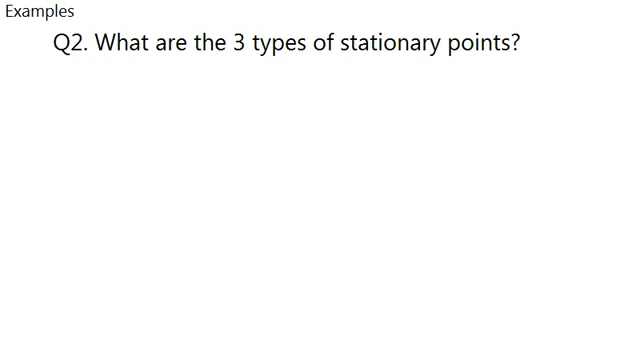 Examples
Q2. What are the 3 types of stationary points?